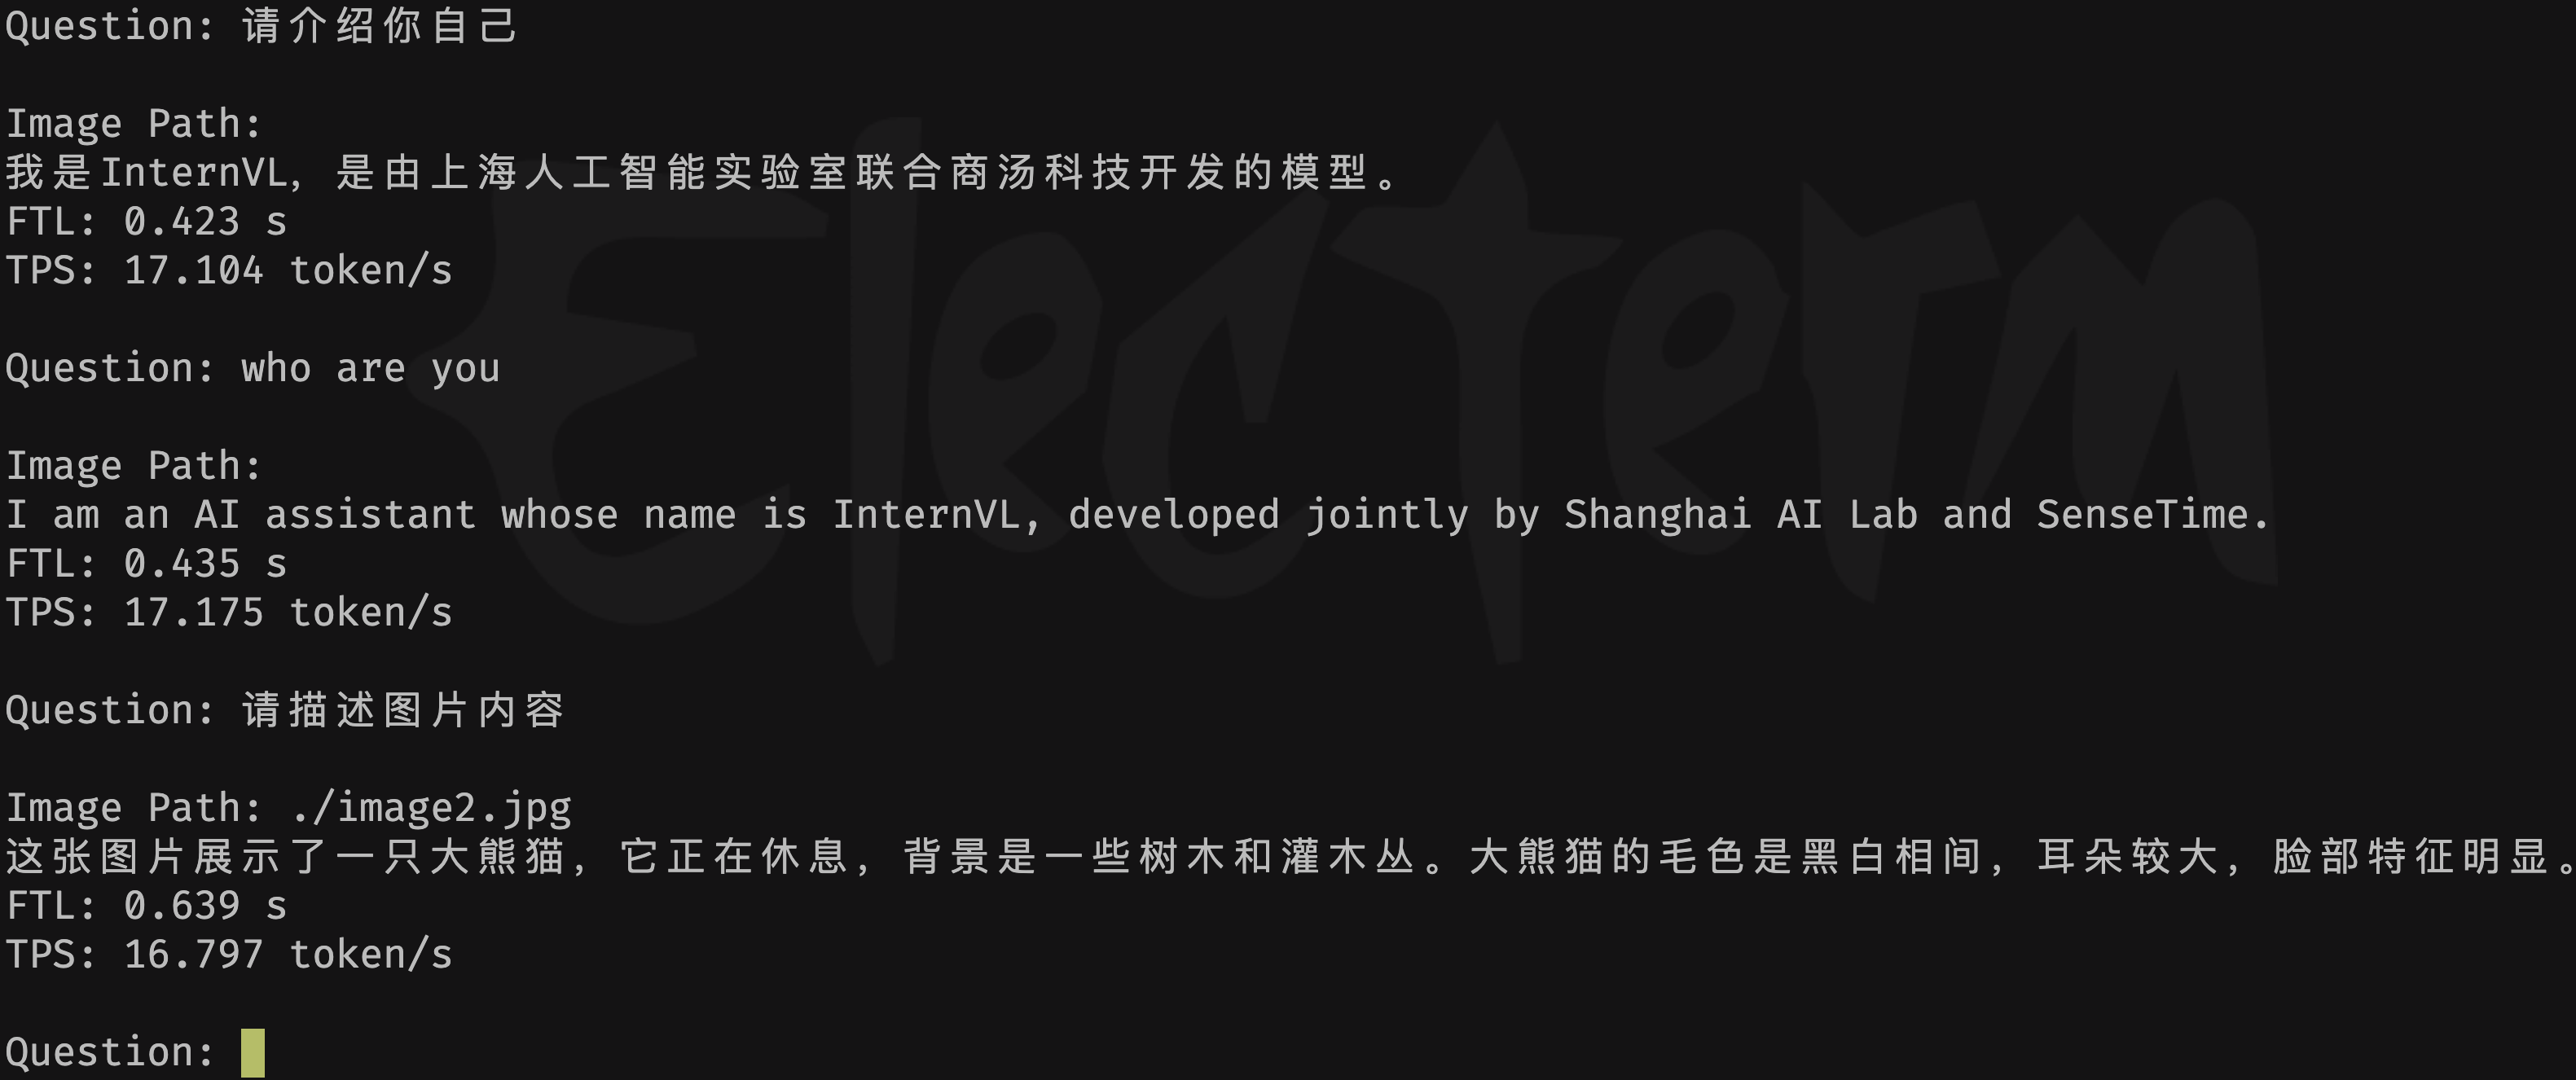 Question: 请介绍你自己
Image Path:
我是InternVL, 是由上海人工智能实验室联合商汤科技开发的模型。
FTL: 0.423 s
TPS: 17.104 token/s
Question: who are you
Image Path:
I am an AI assistant whose name is InternVL, developed jointly by Shanghai AI Lab and SenseTime.
FTL: 0.435 s
TPS: 17.175 token/s
Question: 请描述图片内容
Image Path: ./image2.jpg
这张图片展示了一只大熊猫, 它正在休息, 背景是一些树木和灌木丛。大熊猫的毛色是黑白相间, 耳朵较大, 脸部特征明显。
FTL: 0.639 s
TPS: 16.797 token/s
Question:
Electerm